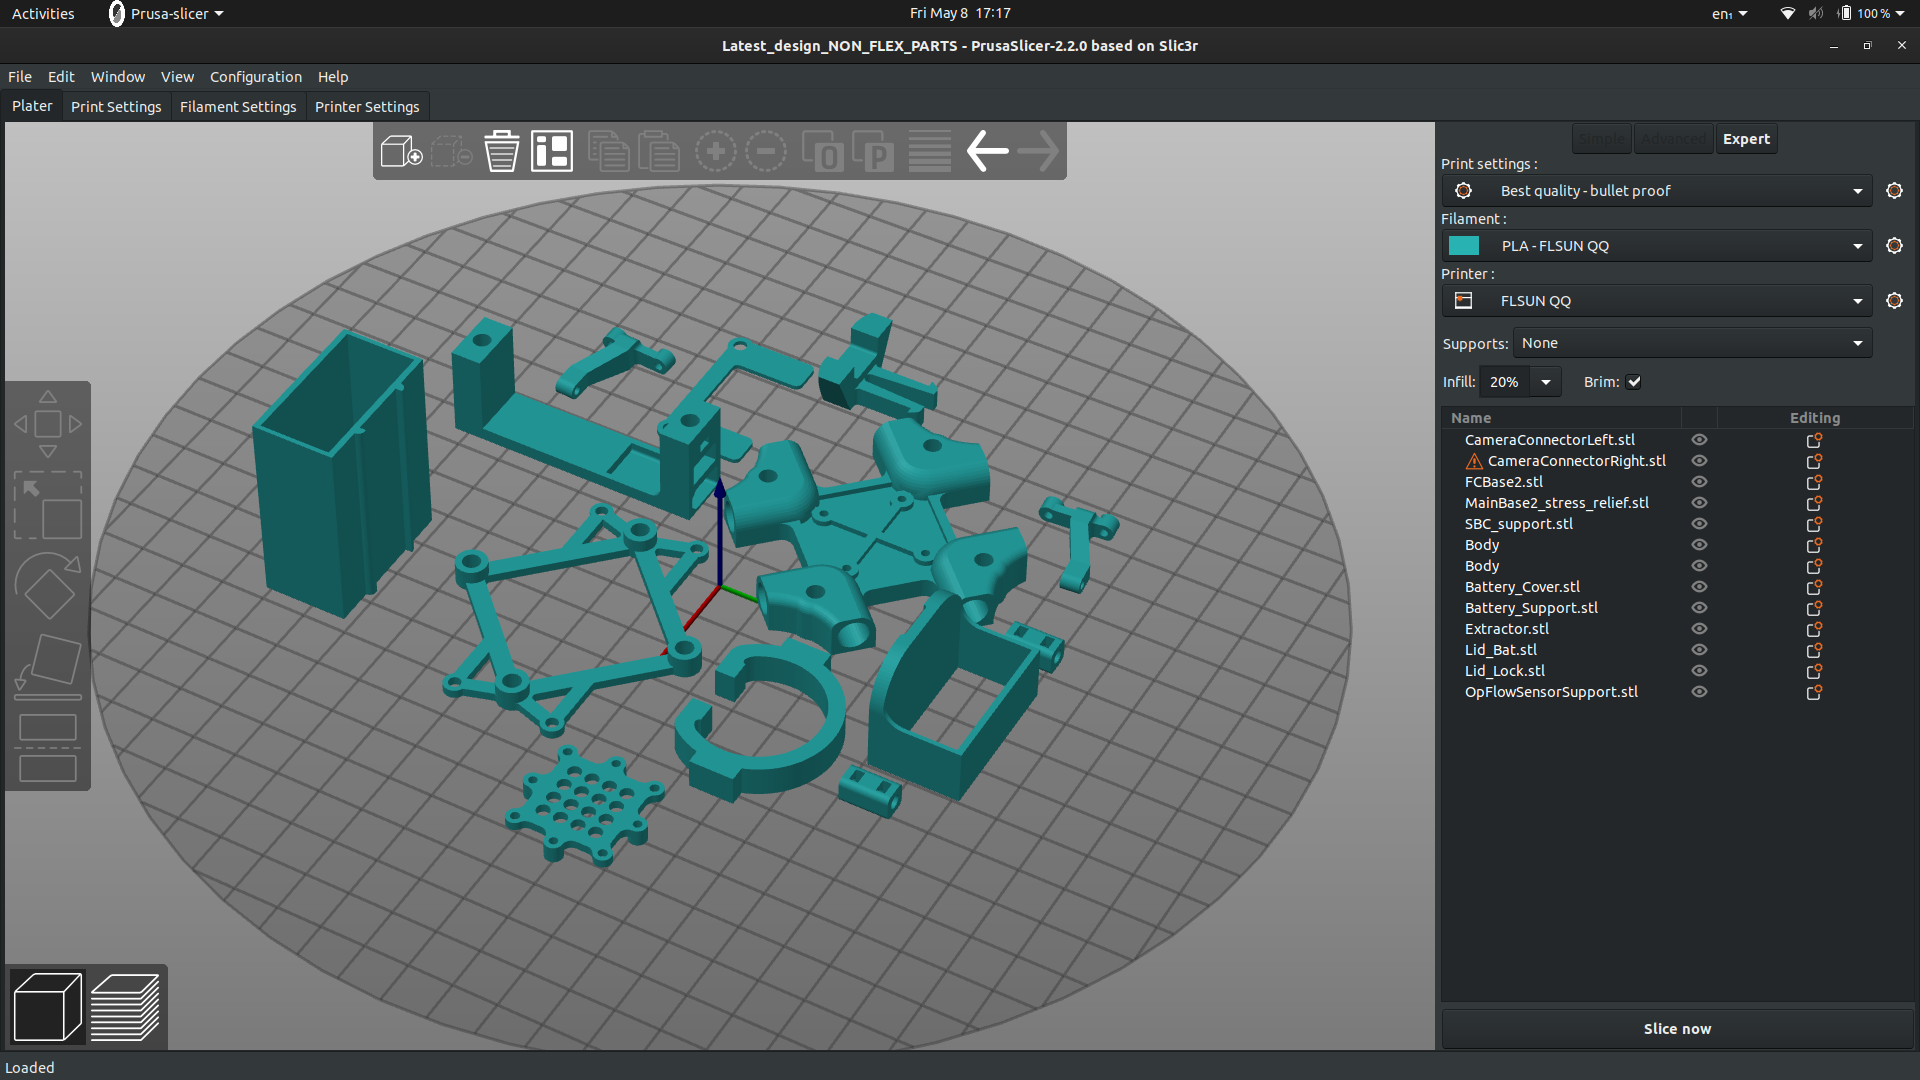 Activities Prusa-slicer Fri May 8 17:17 en₁ 100 %
Latest_design_NON_FLEX_PARTS - PrusaSlicer-2.2.0 based on Slic3r
File Edit Window View Configuration Help
Plater Print Settings Filament Settings Printer Settings
Simple Advanced Expert
Print settings :
Best quality - bullet proof
Filament :
PLA - FLSUN QQ
Printer :
FLSUN QQ
Supports: None
Infill: 20% Brim:
Name Editing
CameraConnectorLeft.stl
CameraConnectorRight.stl
FCBase2.stl
MainBase2_stress_relief.stl
SBC_support.stl
Body
Body
Battery_Cover.stl
Battery_Support.stl
Extractor.stl
Lid_Bat.stl
Lid_Lock.stl
OpFlowSensorSupport.stl
Slice now
Loaded